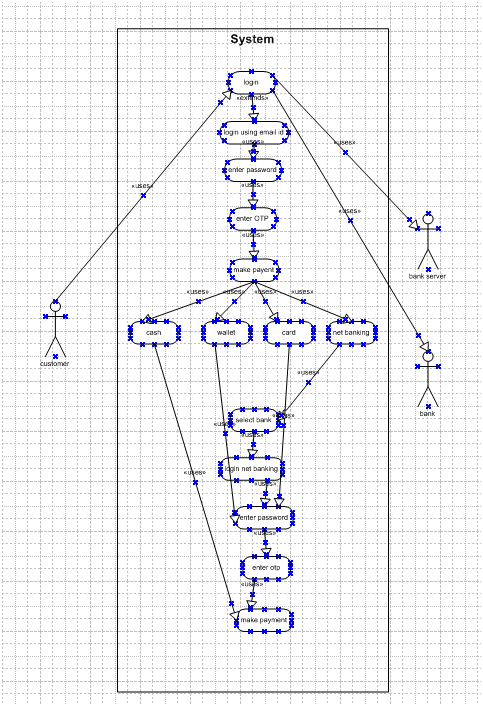 System
login
«extends»
login using email id
«uses»
enter password
«uses»
enter OTP
«uses»
make payent
«uses»
«uses»
«uses»
«uses»
«uses»
«uses»
«uses»
cash
wallet
card
net banking
customer
bank server
bank
«uses»
select bank
«uses»
«uses»
«uses»
login net banking
«uses»
«uses»
enter password
«uses»
enter otp
«uses»
make payment